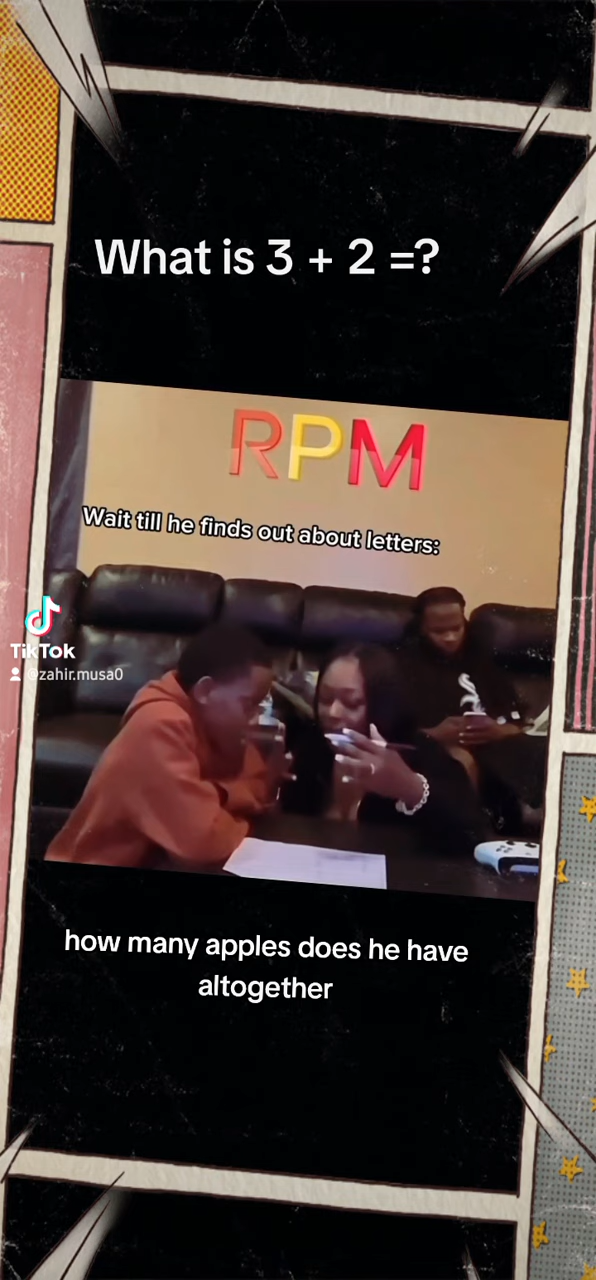 What is 3 + 2 =?
RPM
Wait till he finds out about letters:
TikTok
@zahir.musa0
how many apples does he have
altogether